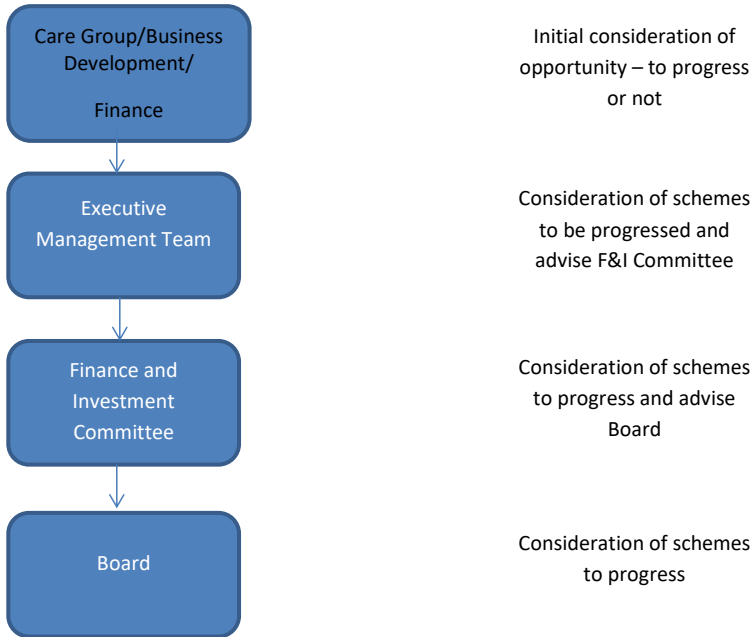 Care Group/Business
Development/
Finance
Initial consideration of
opportunity – to progress
or not
Executive
Management Team
Consideration of schemes
to be progressed and
advise F&I Committee
Finance and
Investment
Committee
Consideration of schemes
to progress and advise
Board
Board
Consideration of schemes
to progress